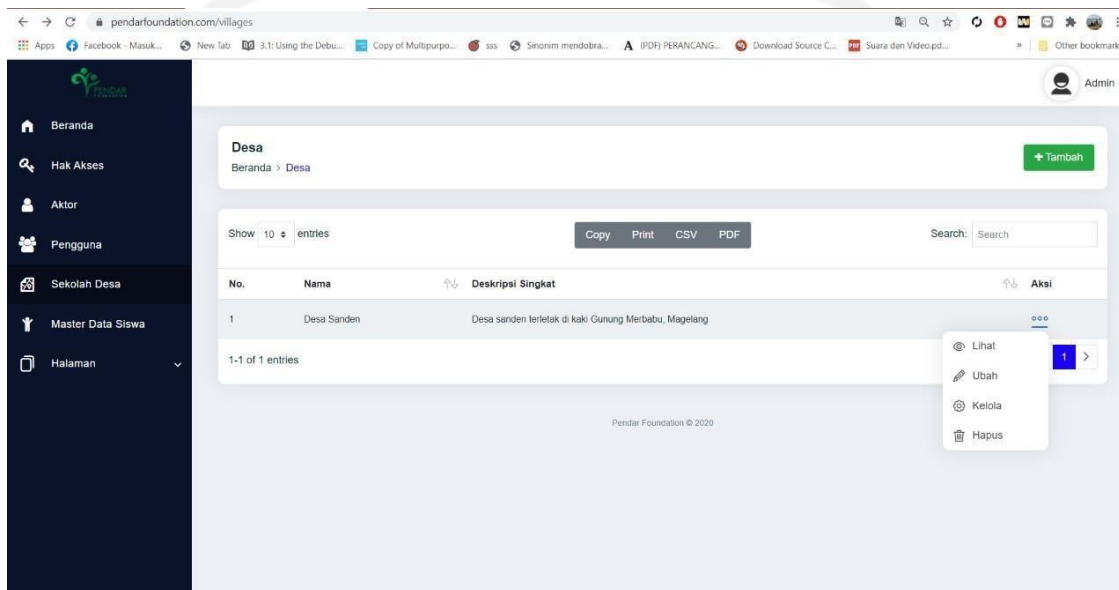 pendarfoundation.com/villages
Apps Facebook - Masuk... New Tab 3.1: Using the Debu... Copy of Multipurpo... sss Sinonim mendobra... (PDF) PERANCANG... Download Source C... Suara dan Video.pd... » Other bookmark
PENDAR
Admin
Beranda
Hak Akses
Aktor
Pengguna
Sekolah Desa
Master Data Siswa
Halaman
Desa
Beranda > Desa
+ Tambah
Show 10 entries
Copy Print CSV PDF
Search: Search
No. Nama Deskripsi Singkat Aksi
1 Desa Sanden Desa sanden terletak di kaki Gunung Merbabu, Magelang
1-1 of 1 entries
1 >
Lihat
Ubah
Kelola
Hapus
Pendar Foundation © 2020